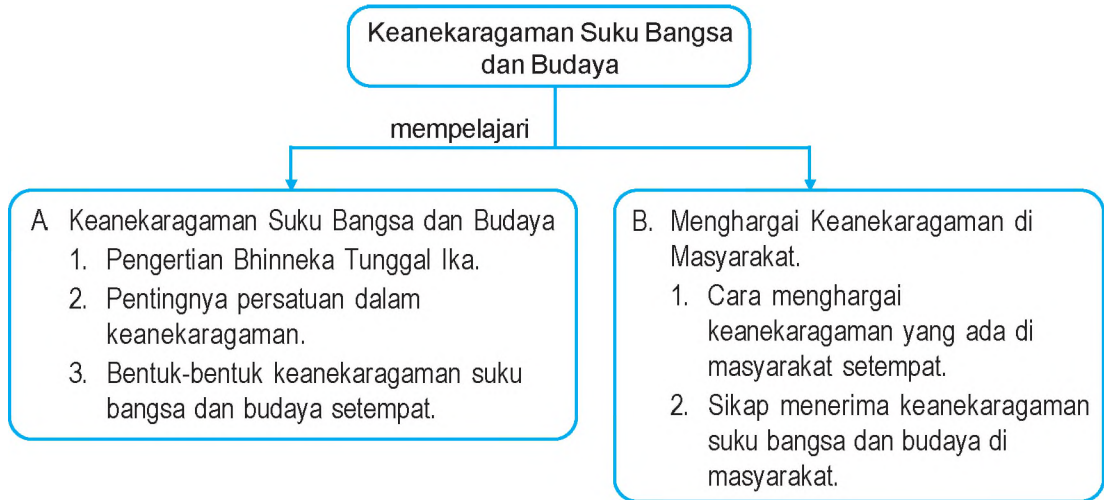 Keanekaragaman Suku Bangsa
dan Budaya
mempelajari
A. Keanekaragaman Suku Bangsa dan Budaya
1. Pengertian Bhinneka Tunggal Ika.
2. Pentingnya persatuan dalam
keanekaragaman.
3. Bentuk-bentuk keanekaragaman suku
bangsa dan budaya setempat.
B. Menghargai Keanekaragaman di
Masyarakat.
1. Cara menghargai
keanekaragaman yang ada di
masyarakat setempat.
2. Sikap menerima keanekaragaman
suku bangsa dan budaya di
masyarakat.